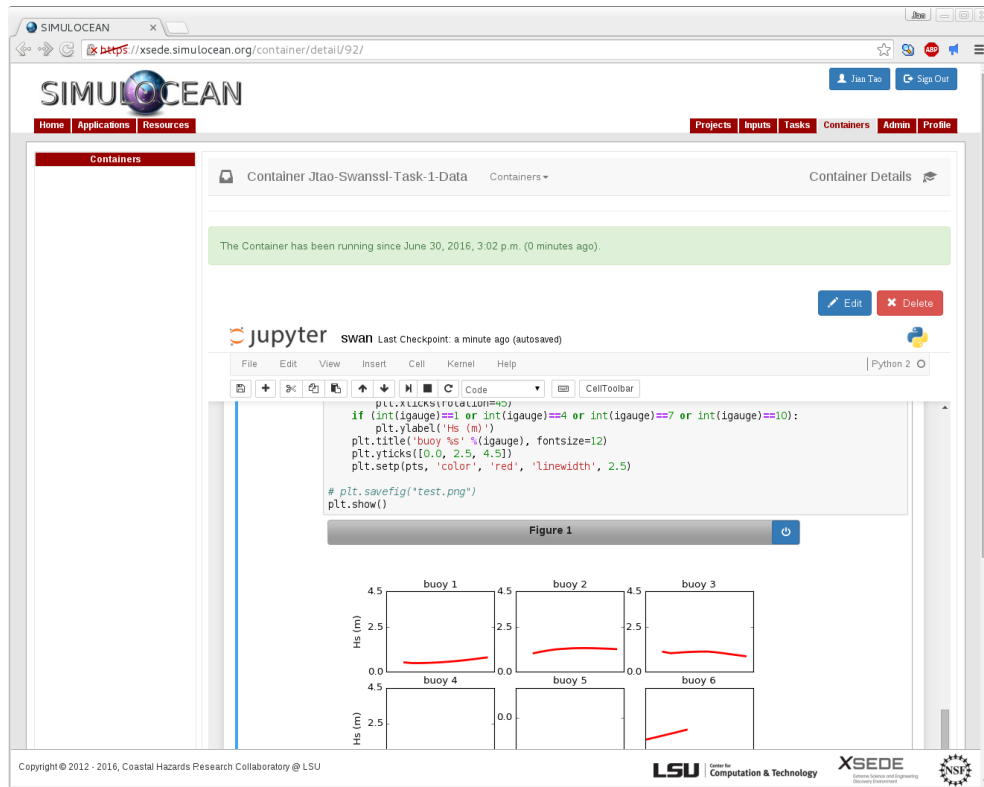 Jian
SIMULOCEAN
https://xsede.simulocean.org/container/detail/92/
ABP
SIMULOCEAN
Jian Tao
Sign Out
Home Applications Resources
Projects Inputs Tasks Containers Admin Profile
Containers
Container Jtao-Swanssl-Task-1-Data Containers
Container Details
The Container has been running since June 30, 2016, 3:02 p.m. (0 minutes ago).
Edit
Delete
jupyter swan Last Checkpoint: a minute ago (autosaved)
File Edit View Insert Cell Kernel Help
Python 2
Code
CellToolbar
plt.xticks(rotation=45)
if (int(igauge)==1 or int(igauge)==4 or int(igauge)==7 or int(igauge)==10):
plt.ylabel('Hs (m)')
plt.title('buoy %s' %(igauge), fontsize=12)
plt.yticks([0.0, 2.5, 4.5])
plt.setp(pts, 'color', 'red', 'linewidth', 2.5)
# plt.savefig("test.png")
plt.show()
Figure 1
buoy 1 buoy 2 buoy 3
4.5 4.5 4.5
Hs (m)
2.5 2.5 2.5
0.0 0.0 0.0
buoy 4 buoy 5 buoy 6
4.5
Hs (m)
2.5
0.0
Copyright © 2012 - 2016, Coastal Hazards Research Collaboratory @ LSU
LSU Center for
Computation & Technology
XSEDE
Extreme Science and Engineering
Discovery Environment
NSF